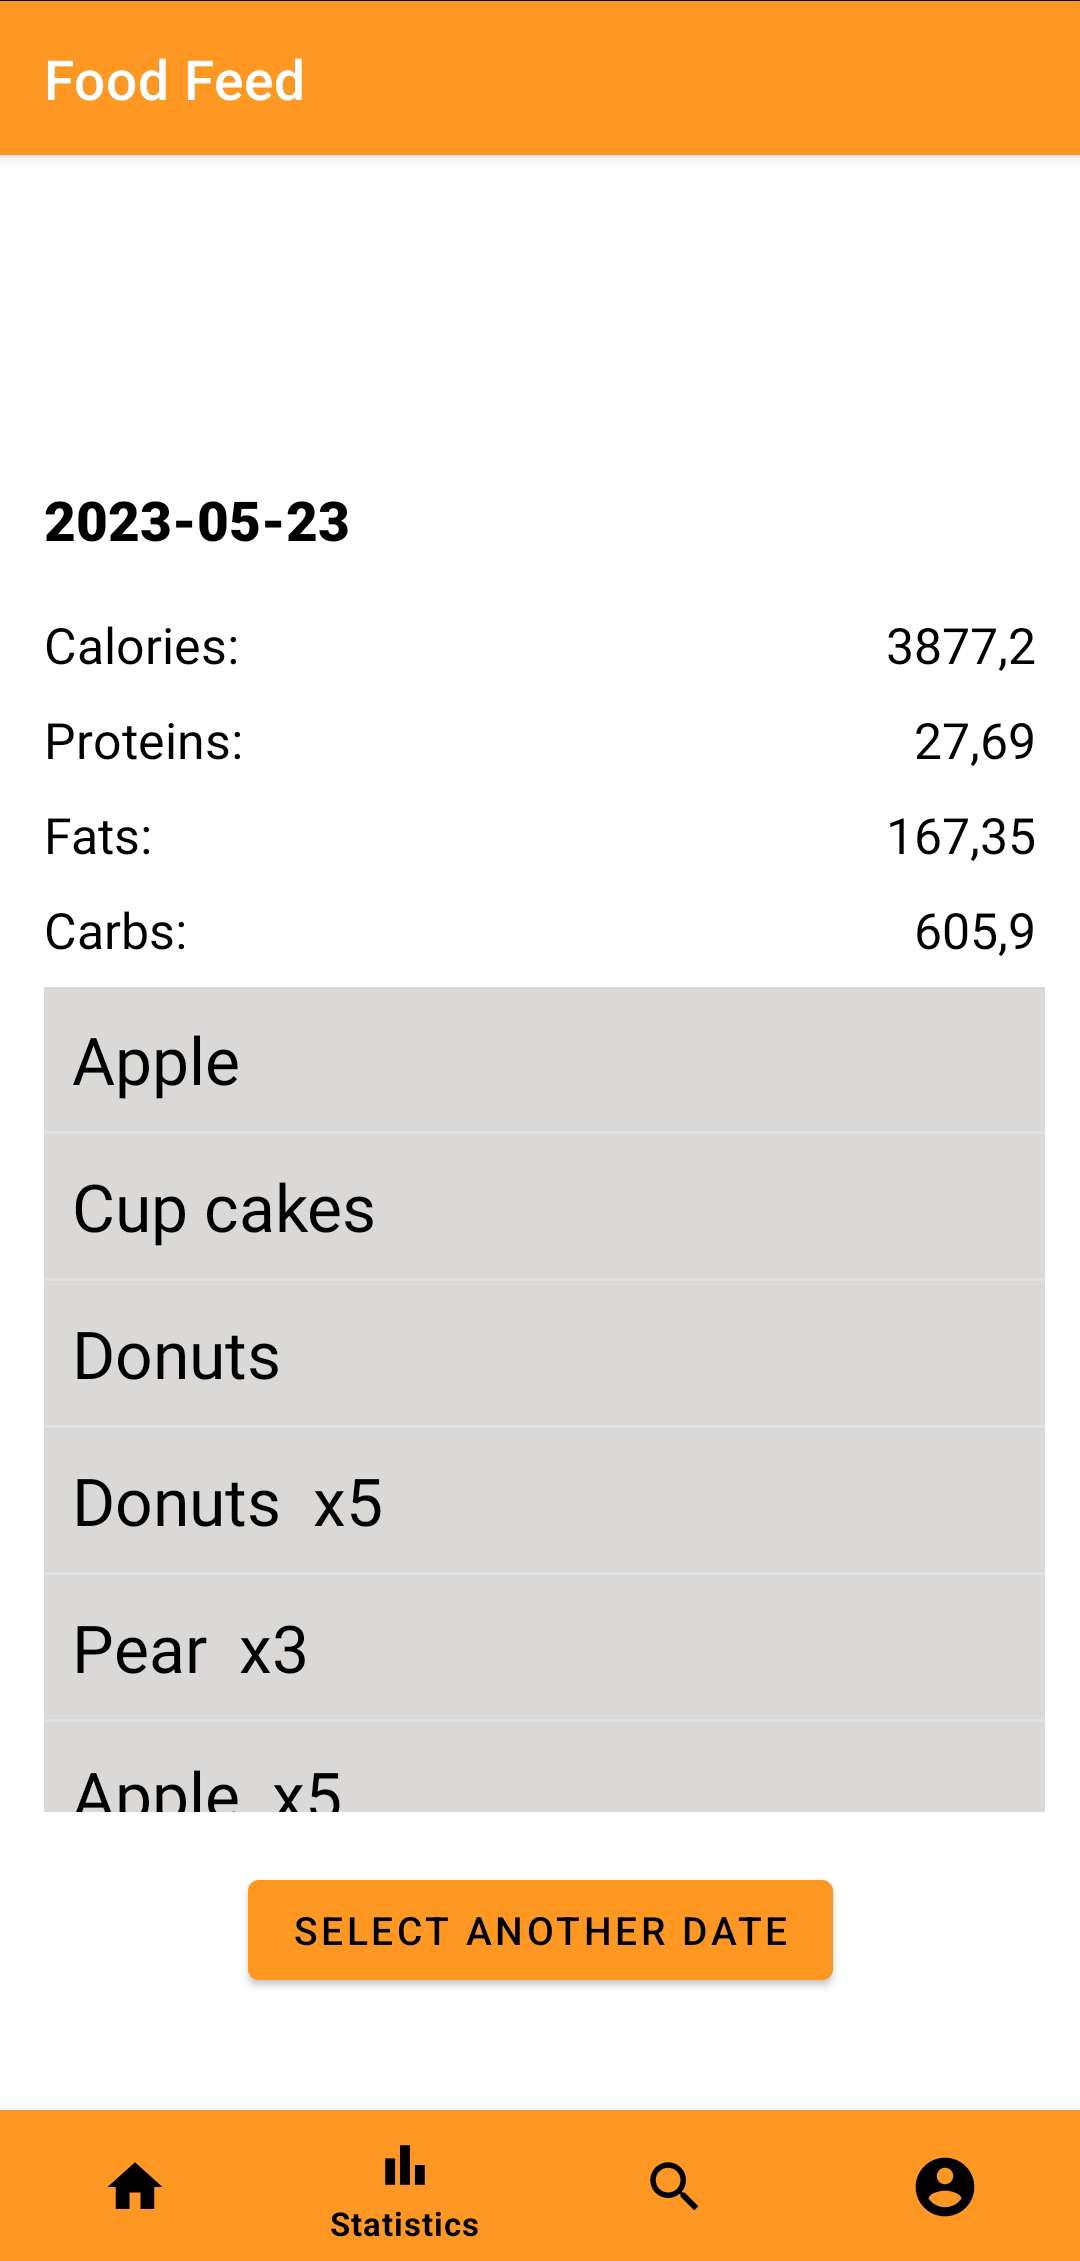 Food Feed
2023-05-23
Calories: 3877,2
Proteins: 27,69
Fats: 167,35
Carbs: 605,9
Apple
Cup cakes
Donuts
Donuts x5
Pear x3
Apple x5
SELECT ANOTHER DATE
Statistics